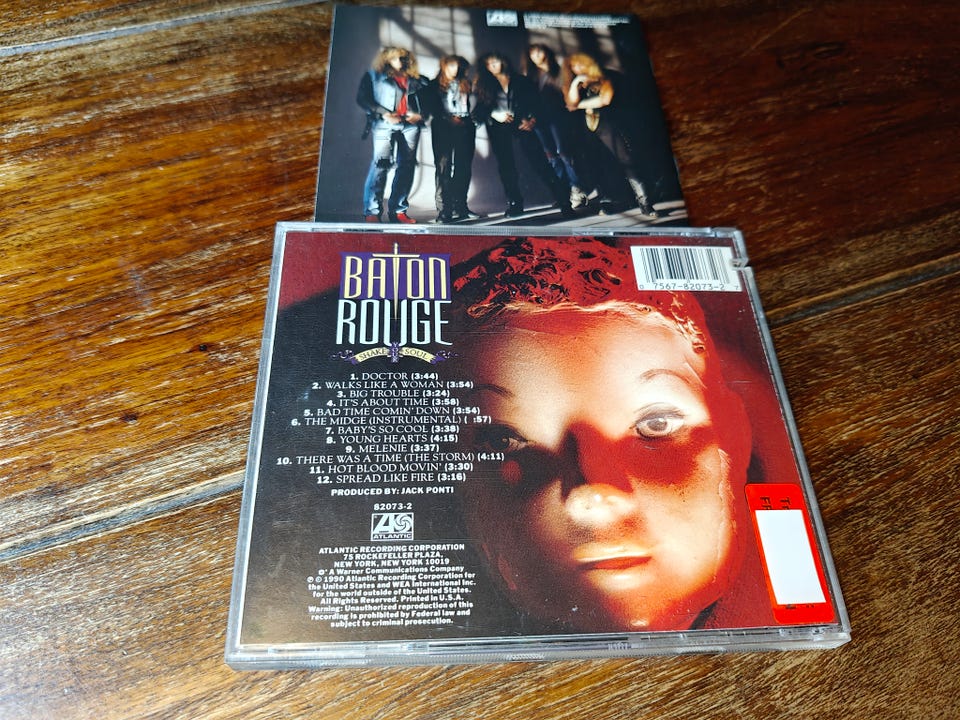 0 7567-82073-2
BATON
ROUGE
SHAKE YOUR SOUL
1. DOCTOR (3:44)
2. WALKS LIKE A WOMAN (3:54)
3. BIG TROUBLE (3:24)
4. IT'S ABOUT TIME (3:58)
5. BAD TIME COMIN' DOWN (3:54)
6. THE MIDGE (INSTRUMENTAL) ( :57)
7. BABY'S SO COOL (3:38)
8. YOUNG HEARTS (4:15)
9. MELENIE (3:37)
10. THERE WAS A TIME (THE STORM) (4:11)
11. HOT BLOOD MOVIN' (3:30)
12. SPREAD LIKE FIRE (3:16)
PRODUCED BY: JACK PONTI
82073-2
ATLANTIC
ATLANTIC RECORDING CORPORATION
75 ROCKEFELLER PLAZA,
NEW YORK, NEW YORK 10019
A Warner Communications Company
℗ © 1990 Atlantic Recording Corporation for
the United States and WEA International Inc.
for the world outside of the United States.
All Rights Reserved. Printed in U.S.A.
Warning: Unauthorized reproduction of this
recording is prohibited by Federal law and
subject to criminal prosecution.